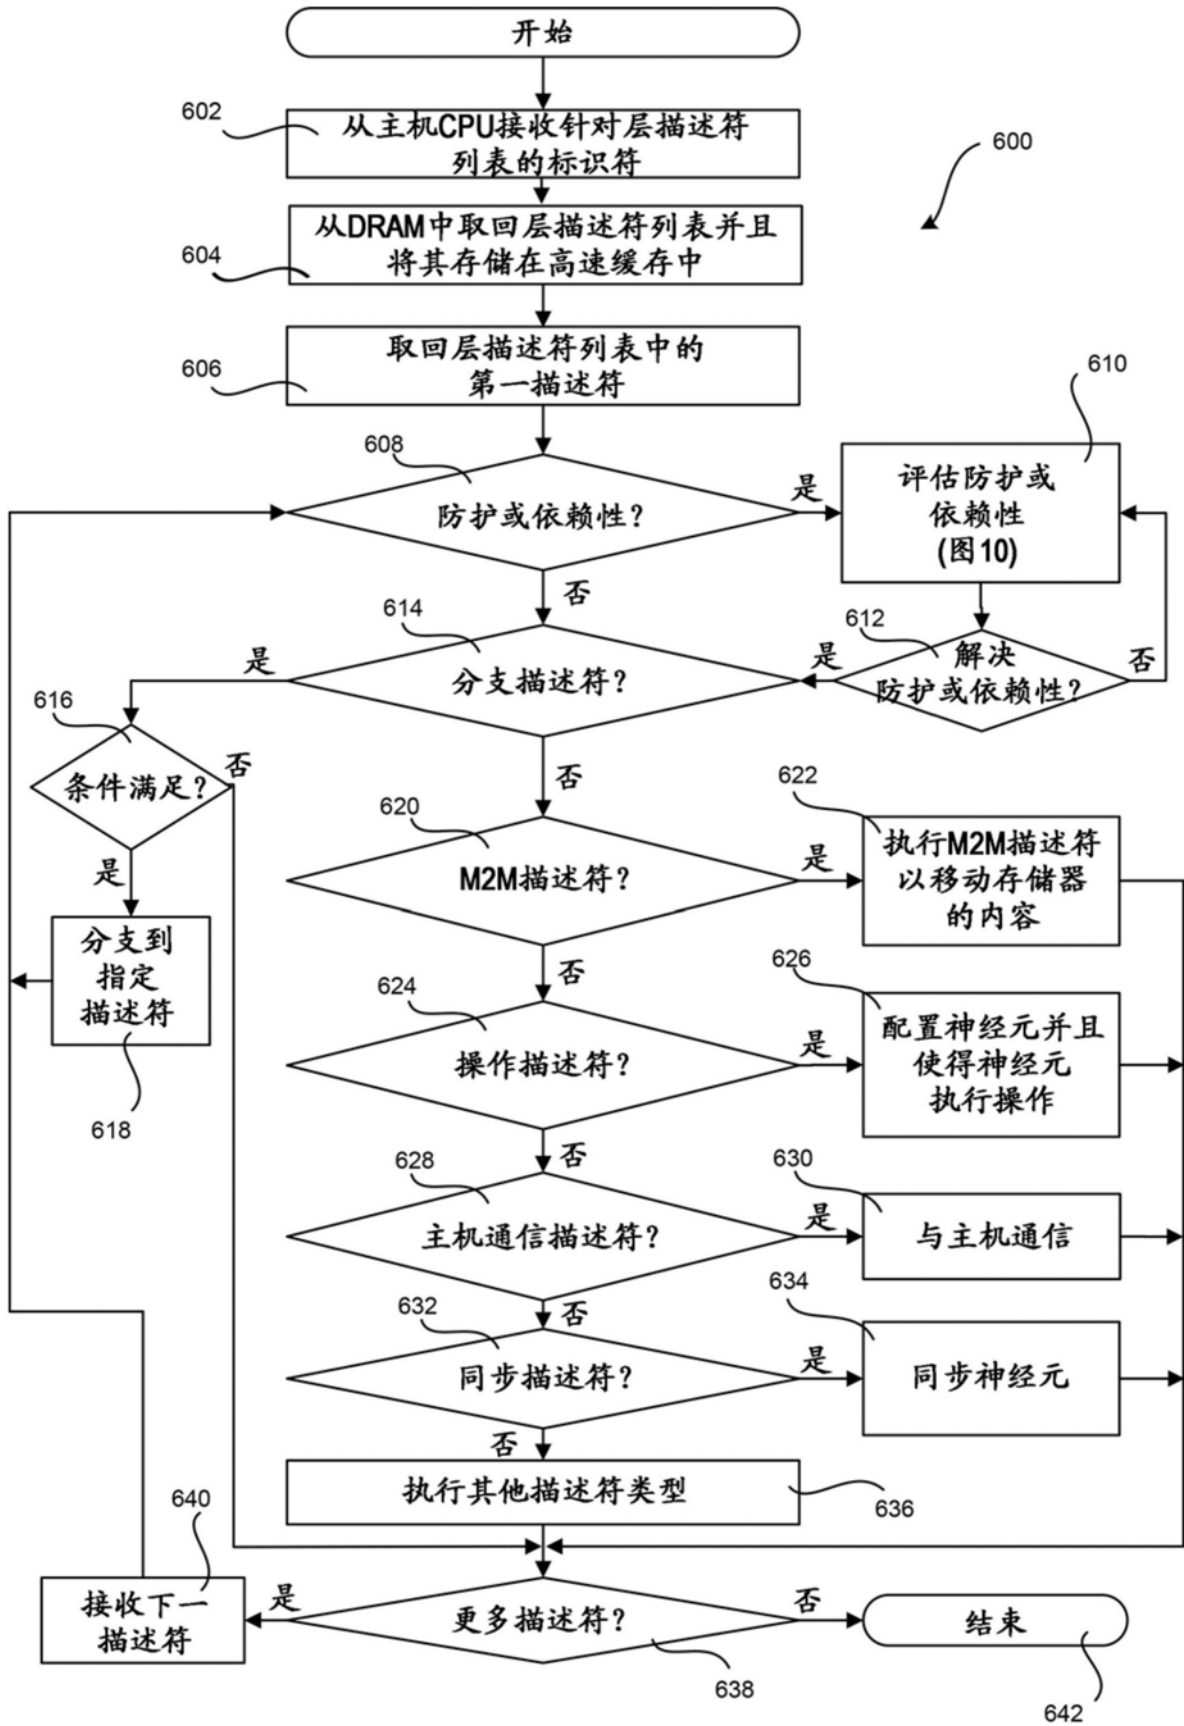 开始
602
从主机CPU接收针对层描述符
列表的标识符
600
604
从DRAM中取回层描述符列表并且
将其存储在高速缓存中
606
取回层描述符列表中的
第一描述符
608
防护或依赖性?
是
否
610
评估防护或
依赖性
(图10)
612
解决
防护或依赖性?
是
否
614
分支描述符?
是
否
616
条件满足?
否
是
618
分支到
指定
描述符
620
M2M描述符?
是
否
622
执行M2M描述符
以移动存储器
的内容
624
操作描述符?
是
否
626
配置神经元并且
使得神经元
执行操作
628
主机通信描述符?
是
否
630
与主机通信
632
同步描述符?
是
否
634
同步神经元
执行其他描述符类型
636
640
接收下一
描述符
是
更多描述符?
638
否
结束
642